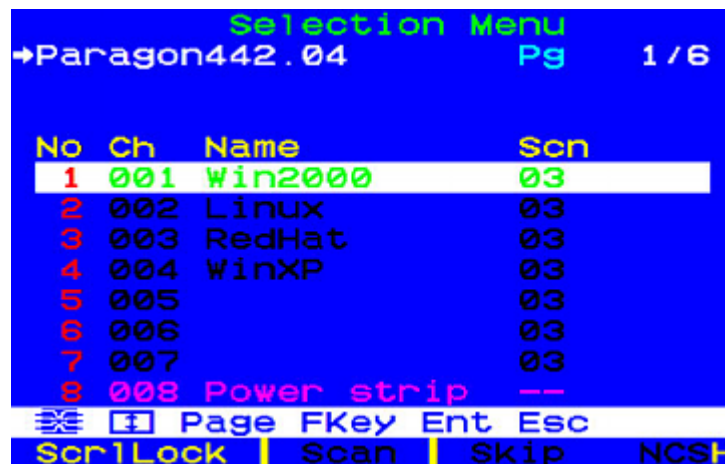 Selection Menu
➨Paragon442.04 Pg 1/6
No Ch Name Scn
1 001 Win2000 03
2 002 Linux 03
3 003 RedHat 03
4 004 WinXP 03
5 005 03
6 006 03
7 007 03
8 008 Power strip --
Page FKey Ent Esc
ScrlLock Scan Skip NCSH